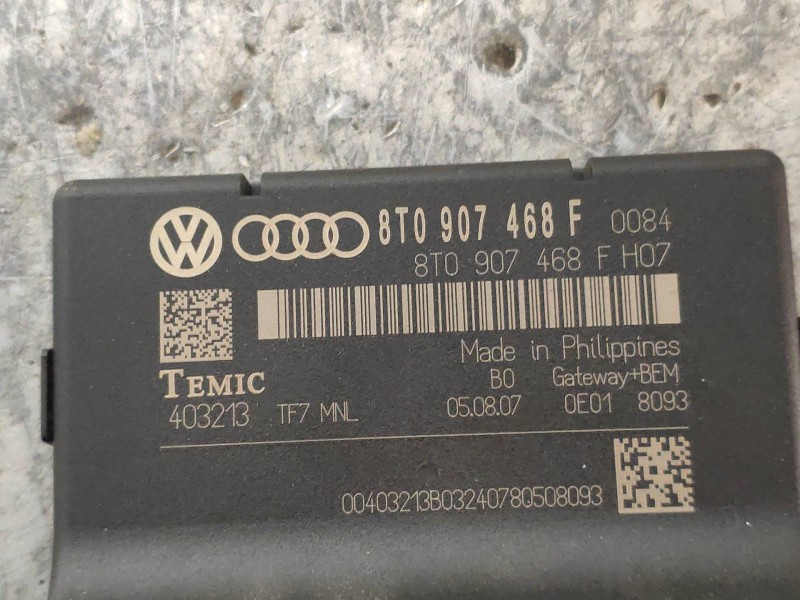 8T0 907 468 F 0084
8T0 907 468 F H07
TEMIC
Made in Philippines
B0 Gateway+BEM
403213 TF7 MNL 05.08.07 0E01 8093
00403213B03240780508093